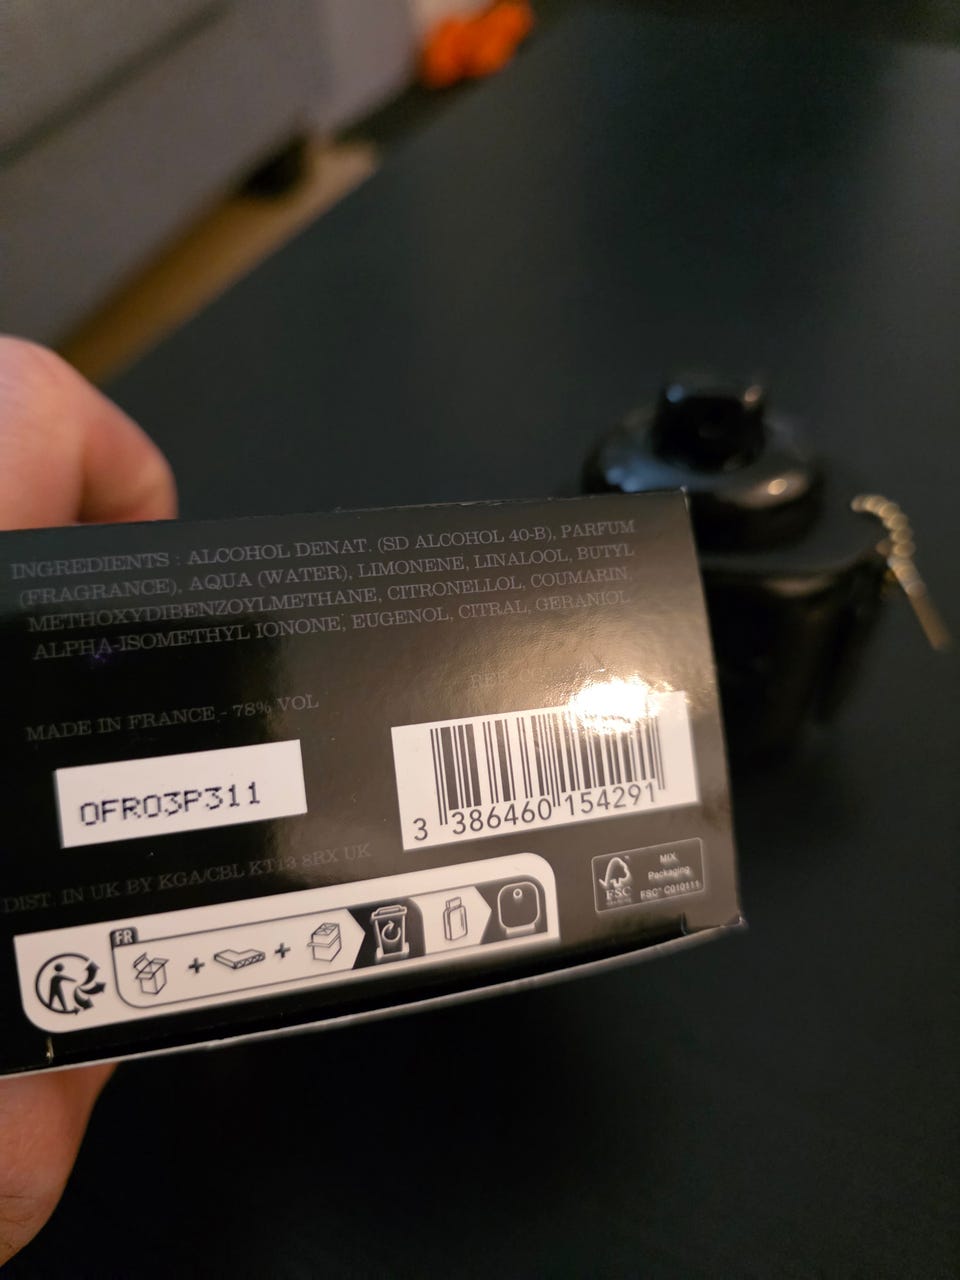 INGREDIENTS : ALCOHOL DENAT. (SD ALCOHOL 40-B), PARFUM
(FRAGRANCE), AQUA (WATER), LIMONENE, LINALOOL, BUTYL
METHOXYDIBENZOYLMETHANE, CITRONELLOL, COUMARIN,
ALPHA-ISOMETHYL IONONE, EUGENOL, CITRAL, GERANIOL
MADE IN FRANCE - 78% VOL
0FR03P311
3 386460 154291
DIST. IN UK BY KGA/CBL KT13 8RX UK
FR
FSC
MIX
Packaging
FSC™ C010111